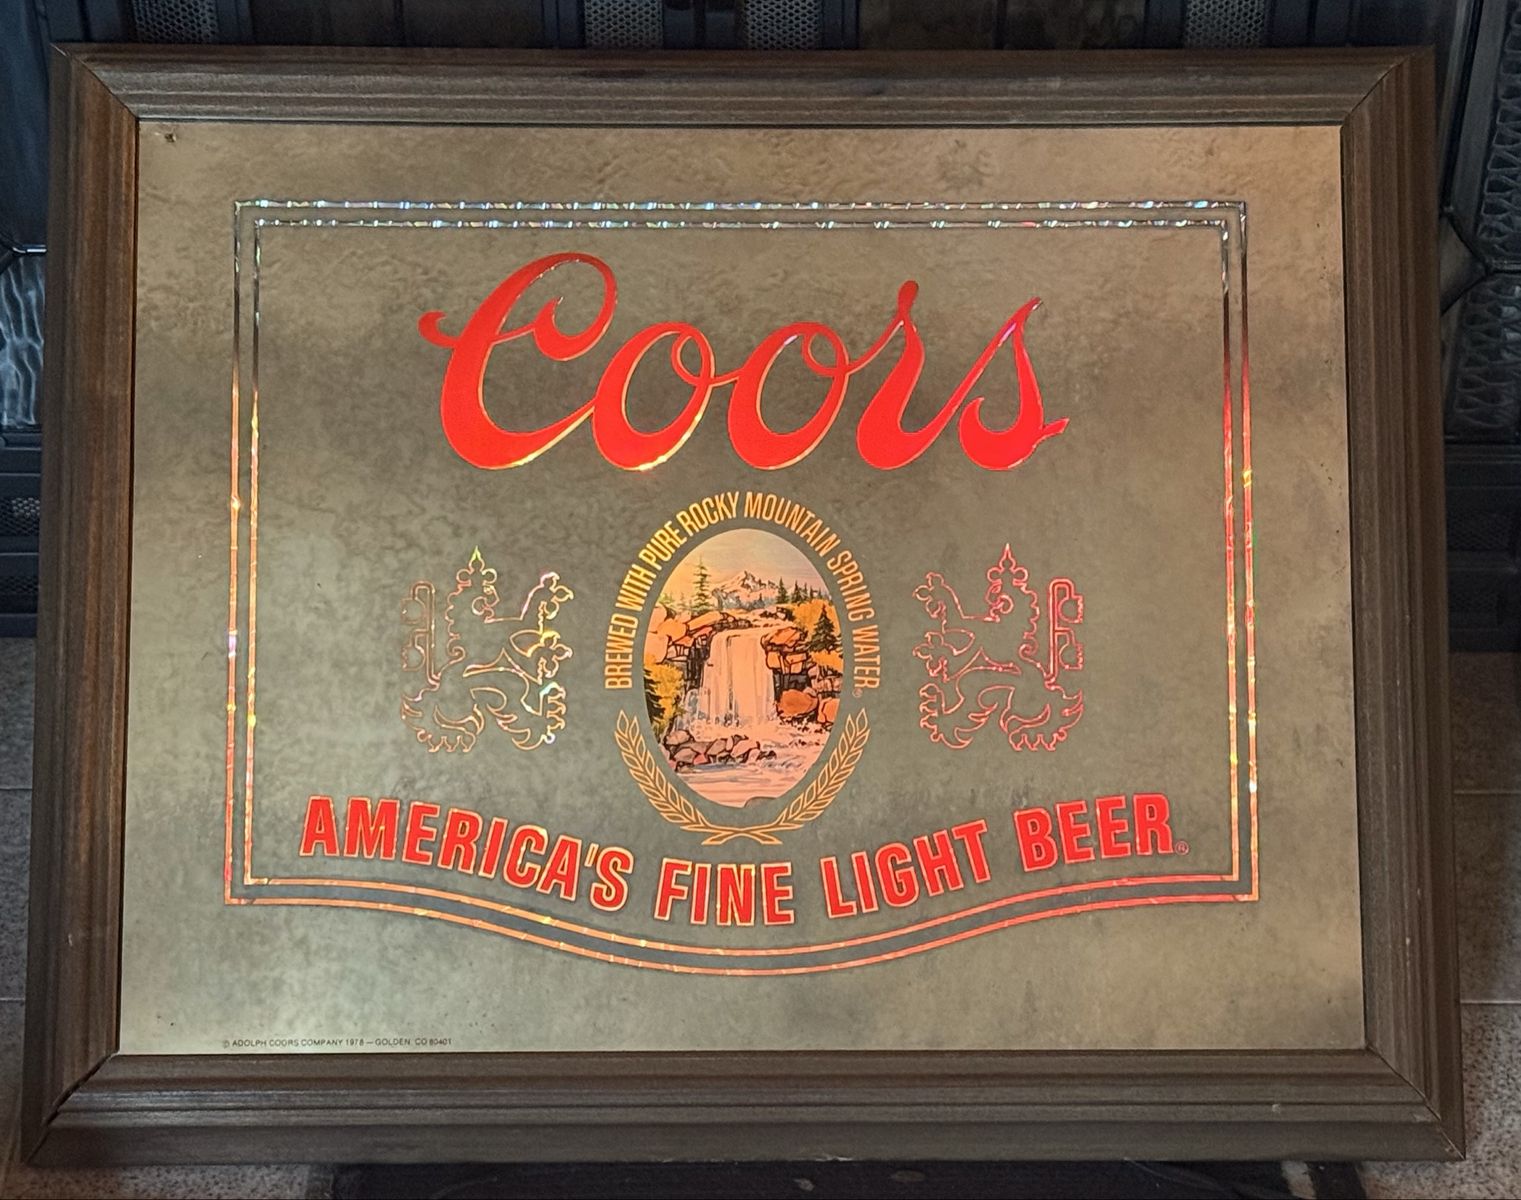 Coors
BREWED WITH PURE ROCKY MOUNTAIN SPRING WATER®
AMERICA'S FINE LIGHT BEER®
© ADOLPH COORS COMPANY 1978 — GOLDEN, CO 80401